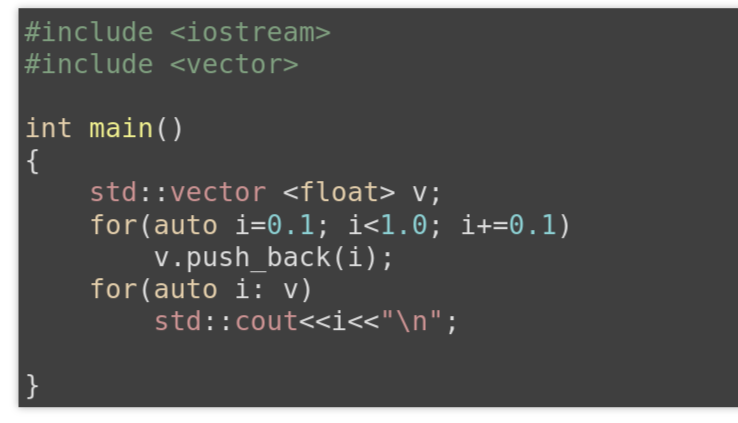 #include <iostream>
#include <vector>
int main()
{
    std::vector <float> v;
    for(auto i=0.1; i<1.0; i+=0.1)
        v.push_back(i);
    for(auto i: v)
        std::cout<<i<<"\n";
}